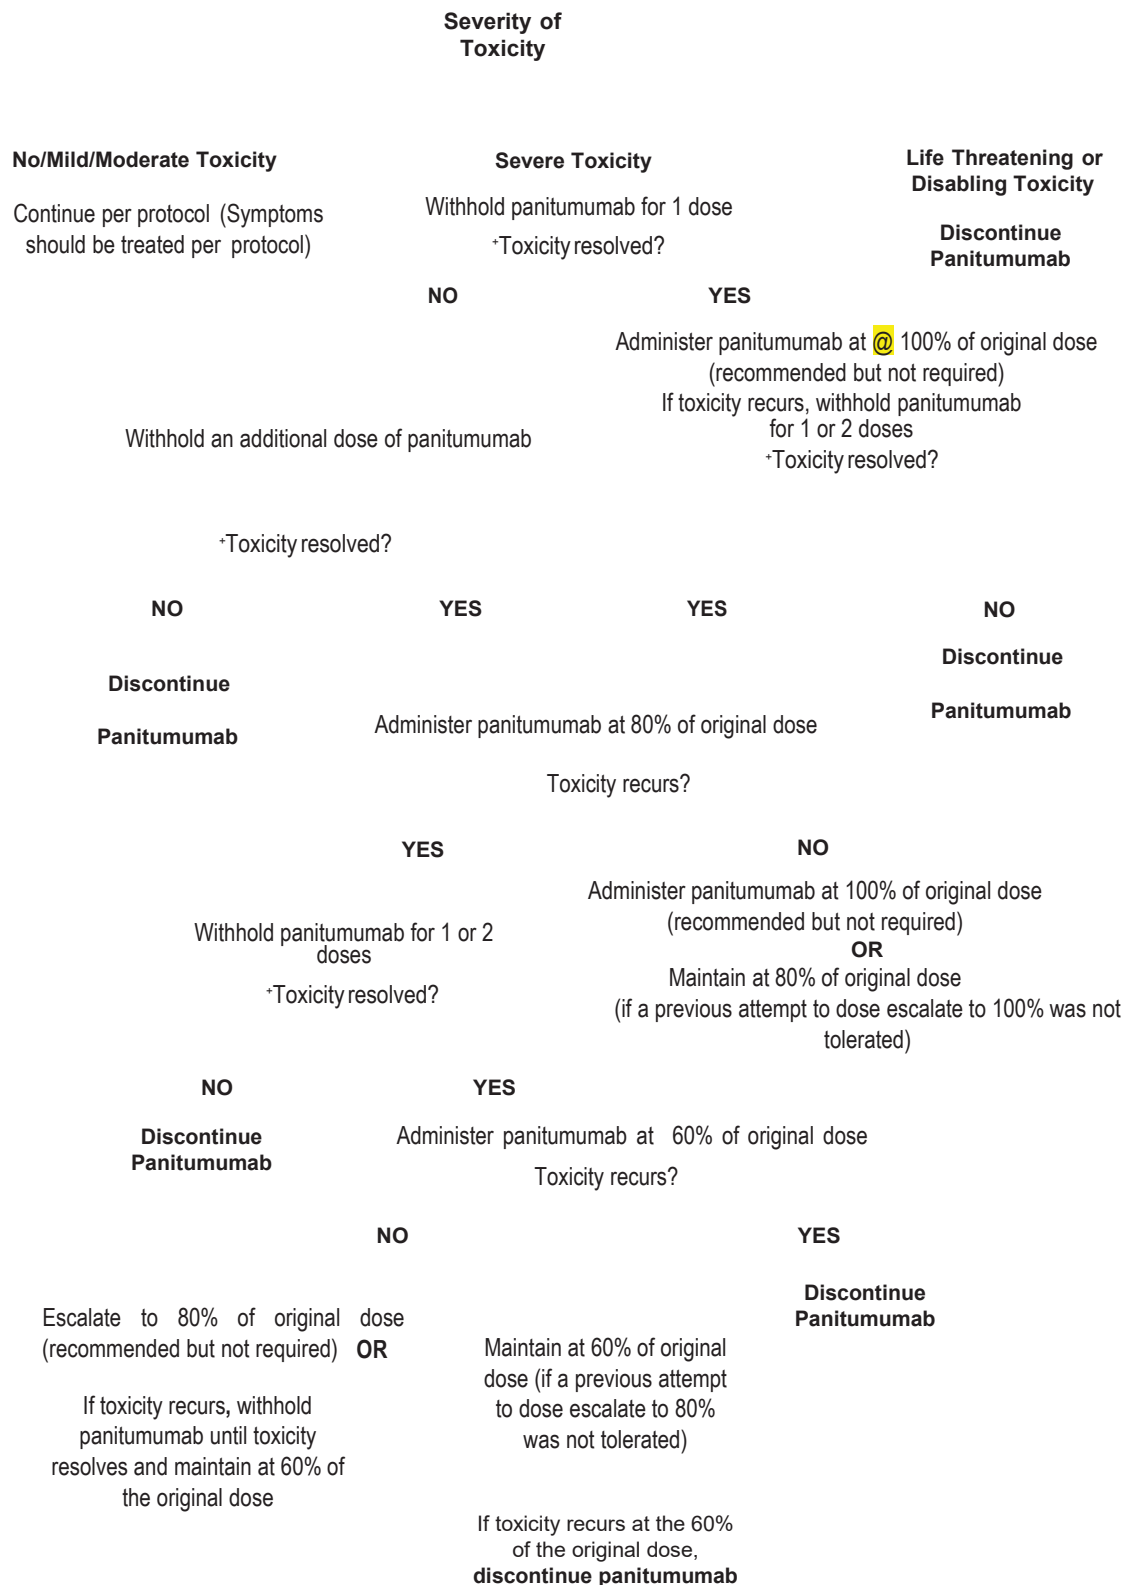 Severity of
Toxicity
No/Mild/Moderate Toxicity
Severe Toxicity
Life Threatening or
Disabling Toxicity
Continue per protocol (Symptoms
should be treated per protocol)
Withhold panitumumab for 1 dose
+Toxicity resolved?
Discontinue
Panitumumab
NO
YES
Administer panitumumab at @ 100% of original dose
(recommended but not required)
If toxicity recurs, withhold panitumumab
for 1 or 2 doses
+Toxicity resolved?
Withhold an additional dose of panitumumab
+Toxicity resolved?
NO
YES
YES
NO
Discontinue
Panitumumab
Administer panitumumab at 80% of original dose
Discontinue
Panitumumab
Toxicity recurs?
YES
NO
Withhold panitumumab for 1 or 2
doses
+Toxicity resolved?
Administer panitumumab at 100% of original dose
(recommended but not required)
OR
Maintain at 80% of original dose
(if a previous attempt to dose escalate to 100% was not
tolerated)
NO
YES
Discontinue
Panitumumab
Administer panitumumab at 60% of original dose
Toxicity recurs?
NO
YES
Escalate to 80% of original dose
(recommended but not required) OR
If toxicity recurs, withhold
panitumumab until toxicity
resolves and maintain at 60% of
the original dose
Maintain at 60% of original
dose (if a previous attempt
to dose escalate to 80%
was not tolerated)
If toxicity recurs at the 60%
of the original dose,
discontinue panitumumab
Discontinue
Panitumumab